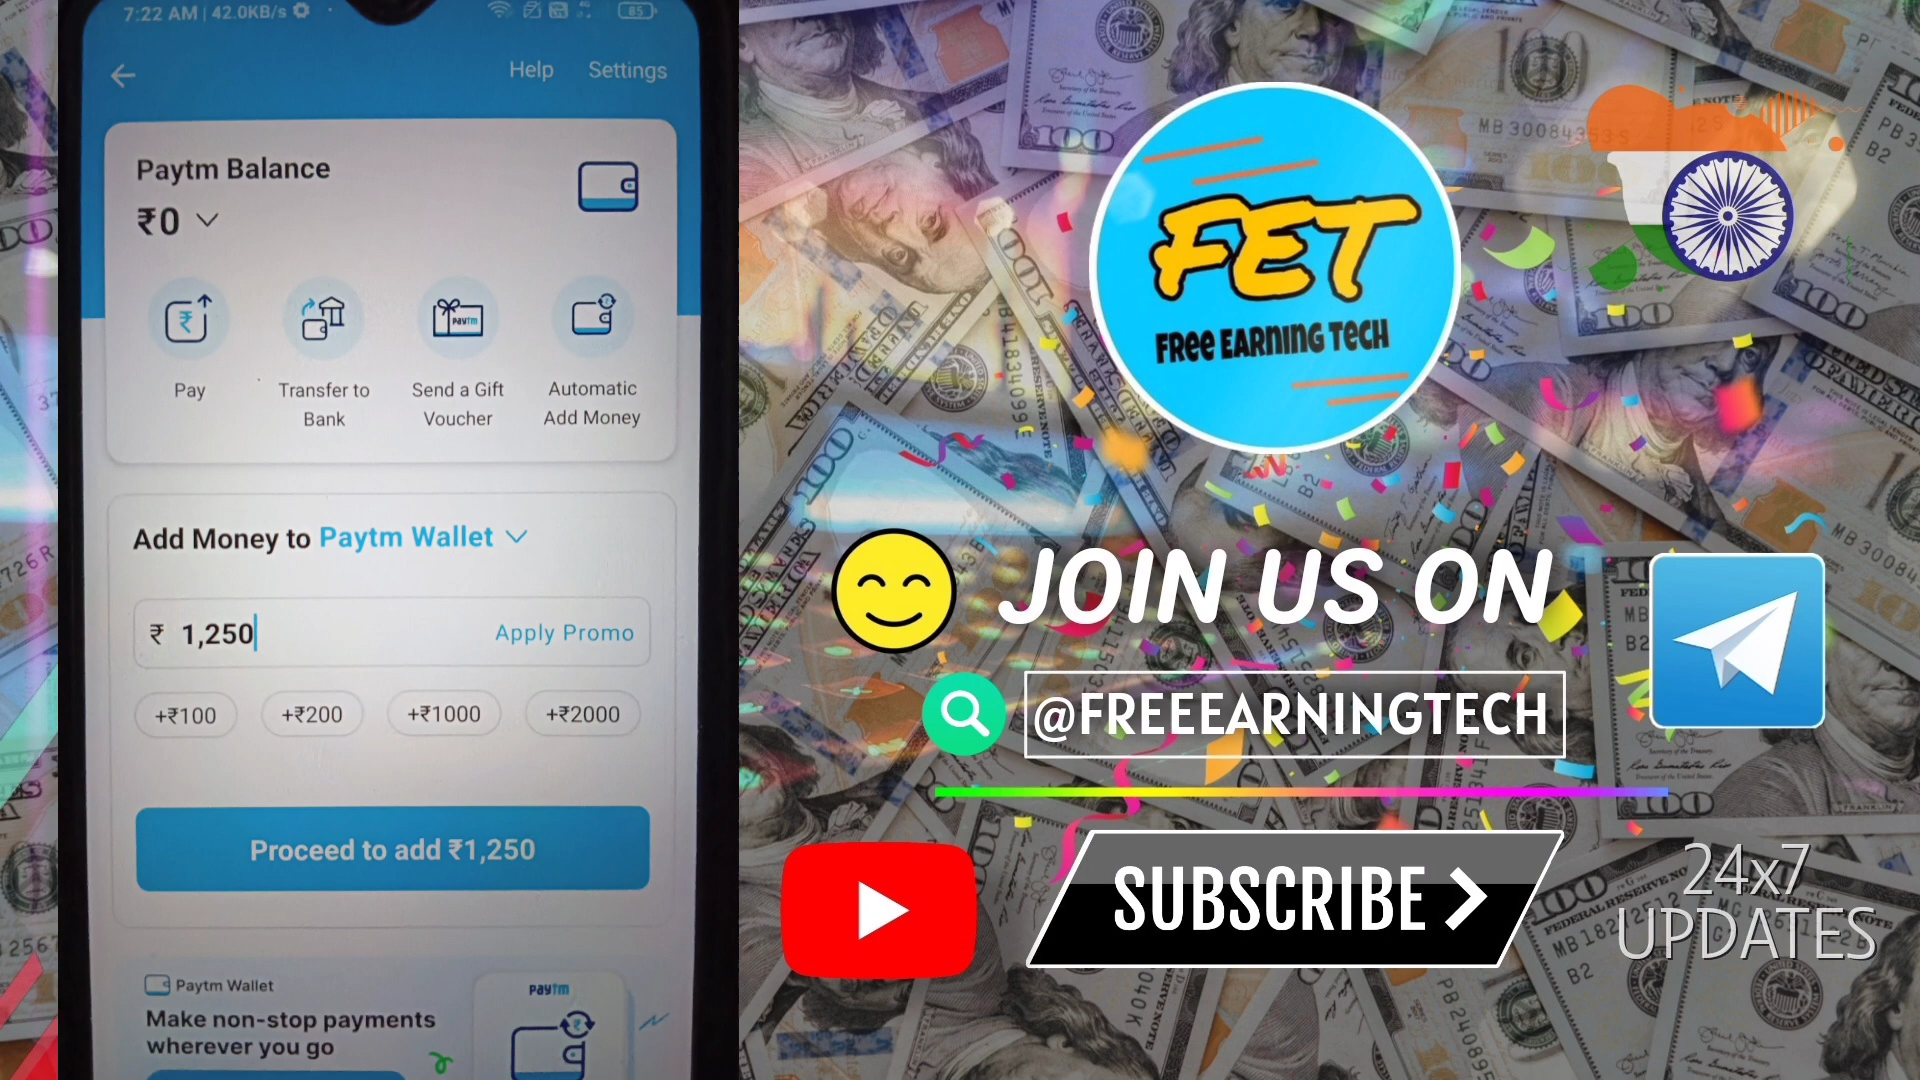 7:22 AM | 42.0KB/s
85
Help
Settings
Paytm Balance
₹0
Pay
Transfer to
Bank
Send a Gift
Voucher
Automatic
Add Money
Add Money to Paytm Wallet
₹ 1,250
Apply Promo
+₹100
+₹200
+₹1000
+₹2000
Proceed to add ₹1,250
Paytm Wallet
Make non-stop payments
wherever you go
paytm
FET
FRee EARNING TECH
JOIN US ON
@FREEEARNINGTECH
SUBSCRIBE
24x7
UPDATES